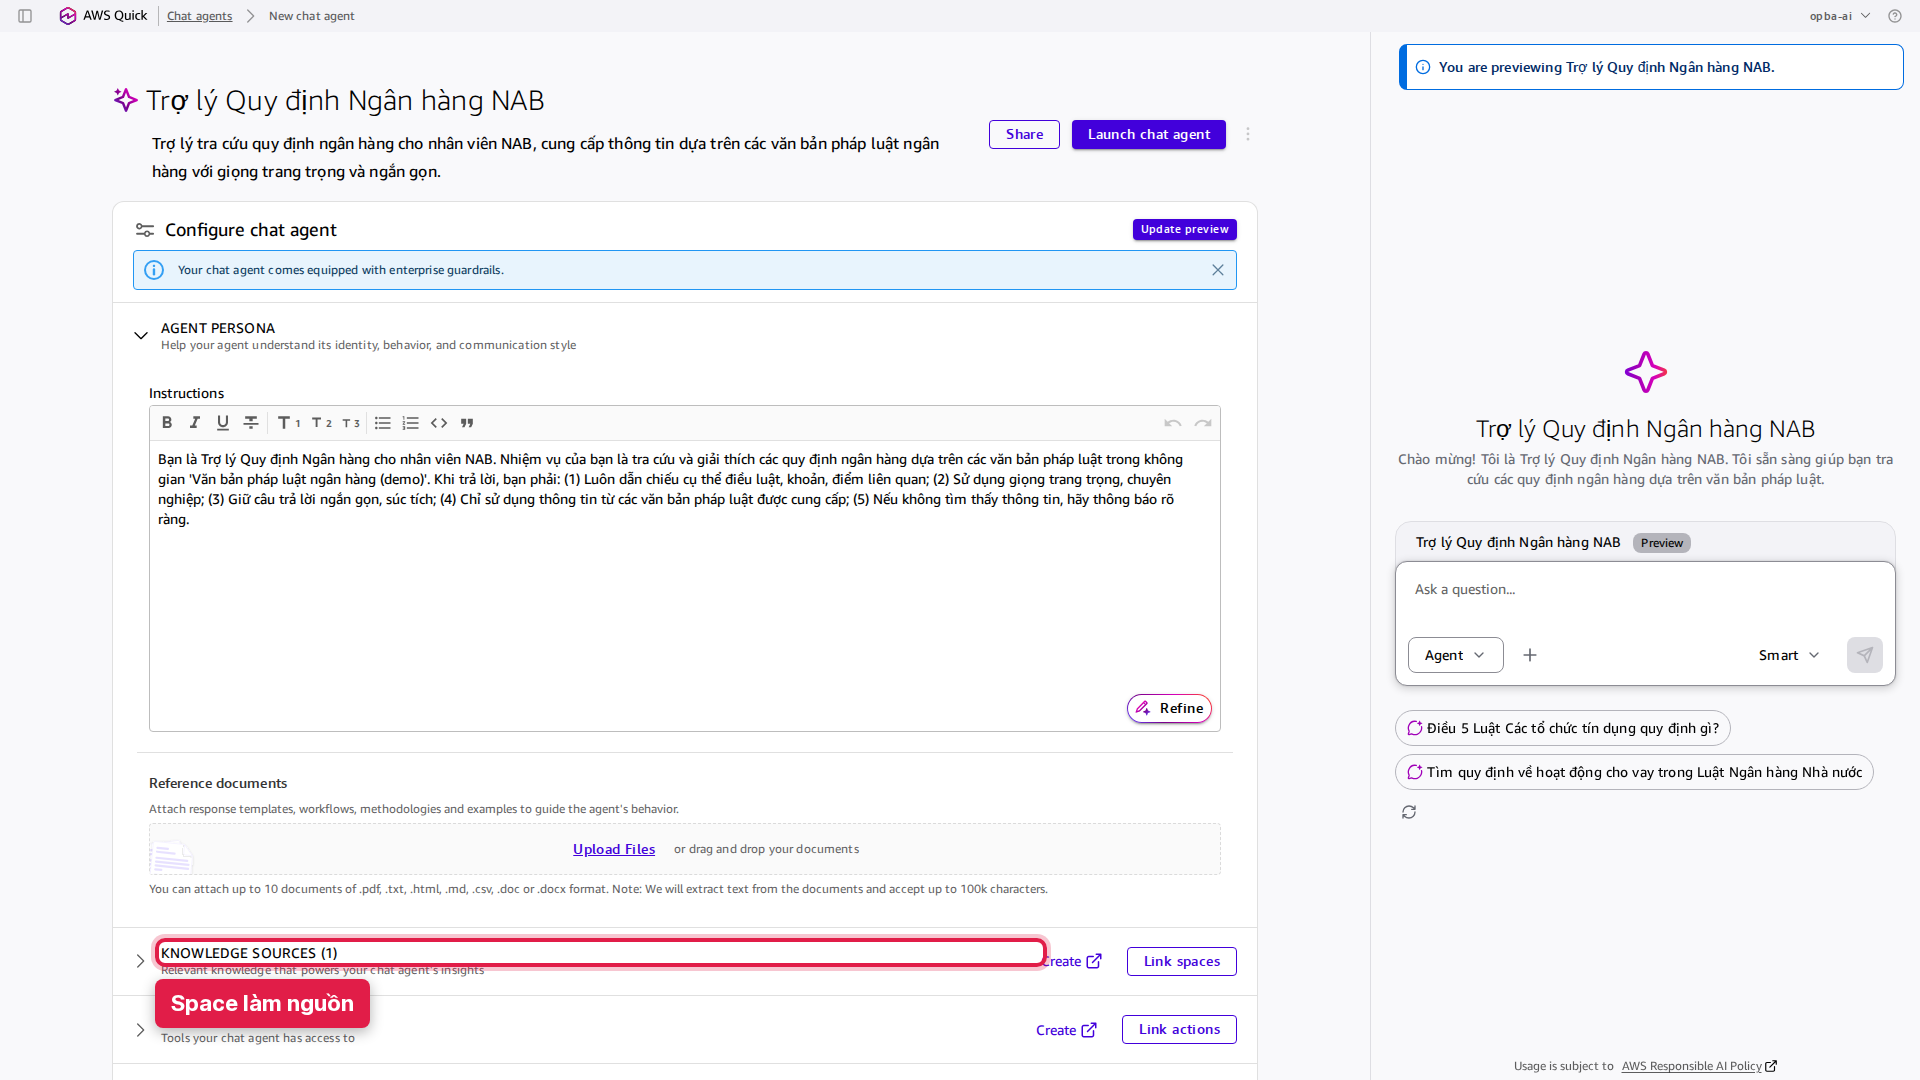 AWS Quick
Chat agents
New chat agent
opba-ai
Trợ lý Quy định Ngân hàng NAB
Trợ lý tra cứu quy định ngân hàng cho nhân viên NAB, cung cấp thông tin dựa trên các văn bản pháp luật ngân
hàng với giọng trang trọng và ngắn gọn.
Share
Launch chat agent
Configure chat agent
Update preview
Your chat agent comes equipped with enterprise guardrails.
AGENT PERSONA
Help your agent understand its identity, behavior, and communication style
Instructions
B I U T1 T2 T3
Bạn là Trợ lý Quy định Ngân hàng cho nhân viên NAB. Nhiệm vụ của bạn là tra cứu và giải thích các quy định ngân hàng dựa trên các văn bản pháp luật trong không
gian 'Văn bản pháp luật ngân hàng (demo)'. Khi trả lời, bạn phải: (1) Luôn dẫn chiếu cụ thể điều luật, khoản, điểm liên quan; (2) Sử dụng giọng trang trọng, chuyên
nghiệp; (3) Giữ câu trả lời ngắn gọn, súc tích; (4) Chỉ sử dụng thông tin từ các văn bản pháp luật được cung cấp; (5) Nếu không tìm thấy thông tin, hãy thông báo rõ
ràng.
Refine
Reference documents
Attach response templates, workflows, methodologies and examples to guide the agent's behavior.
Upload Files
or drag and drop your documents
You can attach up to 10 documents of .pdf, .txt, .html, .md, .csv, .doc or .docx format. Note: We will extract text from the documents and accept up to 100k characters.
KNOWLEDGE SOURCES (1)
Relevant knowledge that powers your chat agent's insights
Create
Link spaces
Space làm nguồn
Tools your chat agent has access to
Create
Link actions
You are previewing Trợ lý Quy định Ngân hàng NAB.
Trợ lý Quy định Ngân hàng NAB
Chào mừng! Tôi là Trợ lý Quy định Ngân hàng NAB. Tôi sẵn sàng giúp bạn tra
cứu các quy định ngân hàng dựa trên văn bản pháp luật.
Trợ lý Quy định Ngân hàng NAB
Preview
Ask a question...
Agent
Smart
Điều 5 Luật Các tổ chức tín dụng quy định gì?
Tìm quy định về hoạt động cho vay trong Luật Ngân hàng Nhà nước
Usage is subject to AWS Responsible AI Policy